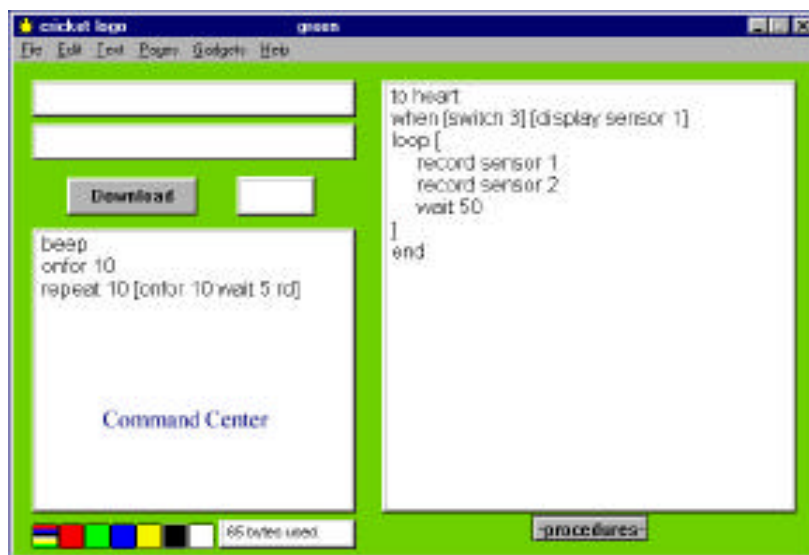 cricket logo green
File Edit Text Pages Gadgets Help
Download
beep
onfor 10
repeat 10 [onfor 10 wait 5 rd]
Command Center
65 bytes used
to heart
when [switch 3] [display sensor 1]
loop [
record sensor 1
record sensor 2
wait 50
]
end
-procedures-